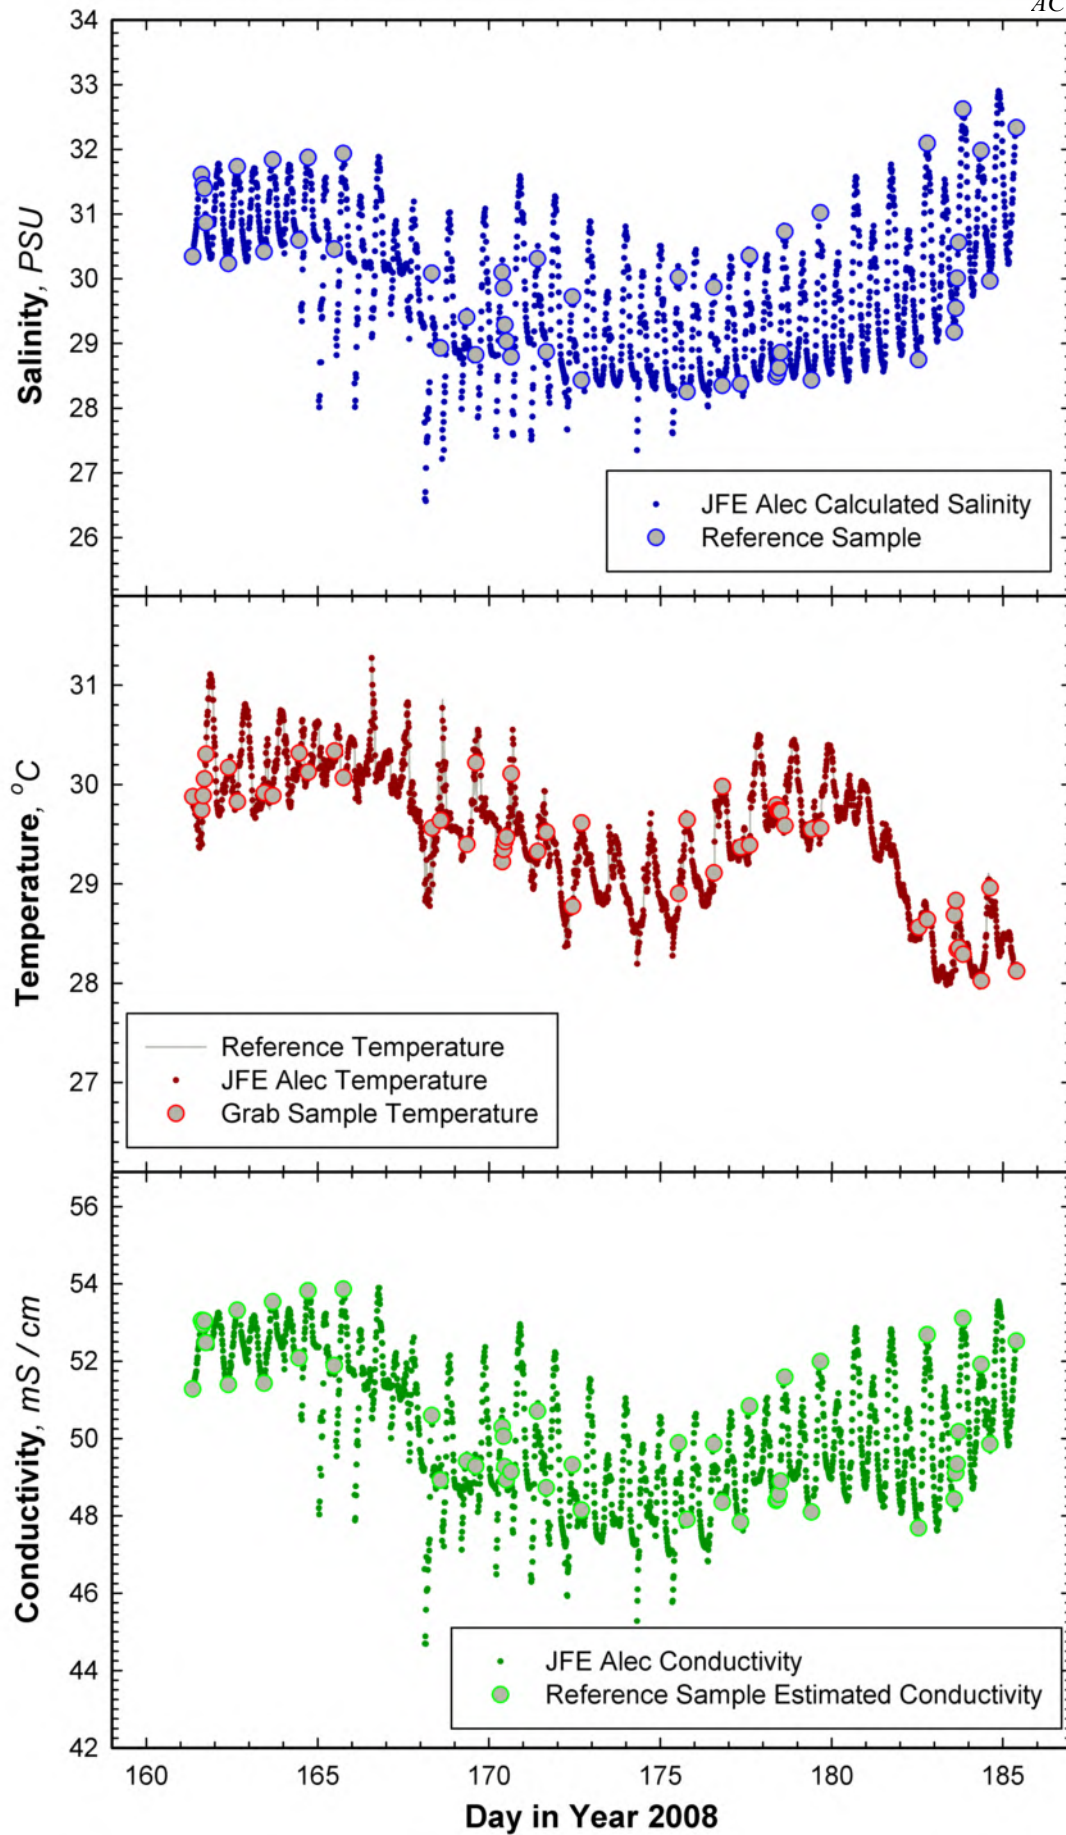 AC
34
33
32
31
30
29
28
27
26
Salinity, PSU
JFE Alec Calculated Salinity
Reference Sample
31
30
29
28
27
Temperature, °C
Reference Temperature
JFE Alec Temperature
Grab Sample Temperature
56
54
52
50
48
46
44
42
Conductivity, mS / cm
JFE Alec Conductivity
Reference Sample Estimated Conductivity
160 165 170 175 180 185
Day in Year 2008